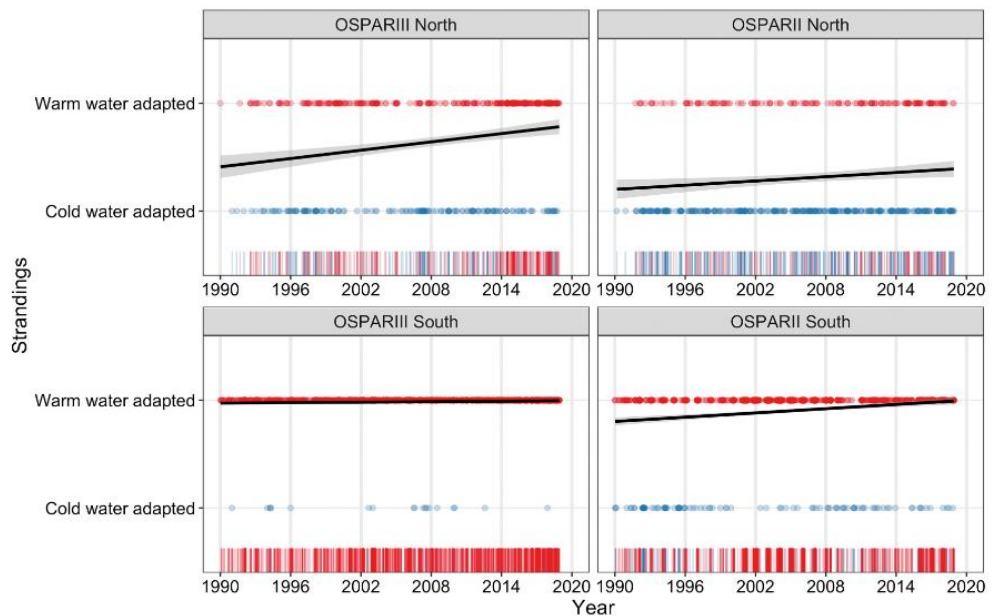 OSPARIII North
OSPARII North
Warm water adapted
Cold water adapted
1990 1996 2002 2008 2014 2020
1990 1996 2002 2008 2014 2020
Strandings
OSPARIII South
OSPARII South
Warm water adapted
Cold water adapted
1990 1996 2002 2008 2014 2020
1990 1996 2002 2008 2014 2020
Year